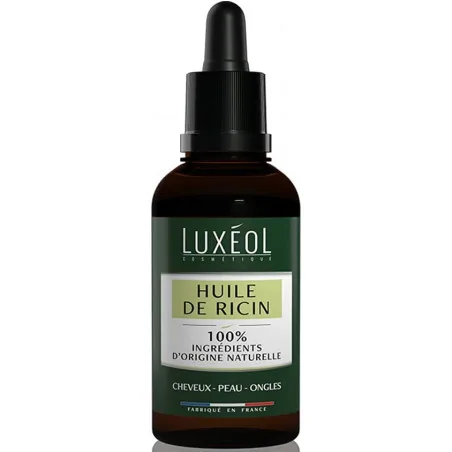 LUXÉOL
COSMÉTIQUE
HUILE
DE RICIN
100%
INGRÉDIENTS
D'ORIGINE NATURELLE
CHEVEUX - PEAU - ONGLES
FABRIQUÉ EN FRANCE